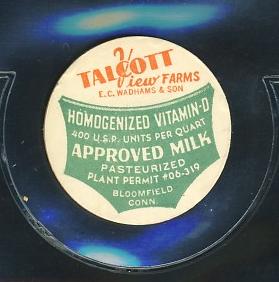 TALCOTT
View FARMS
E.C. WADHAMS & SON
HOMOGENIZED VITAMIN-D
400 U.S.P. UNITS PER QUART
APPROVED MILK
PASTEURIZED
PLANT PERMIT #06-319
BLOOMFIELD
CONN.